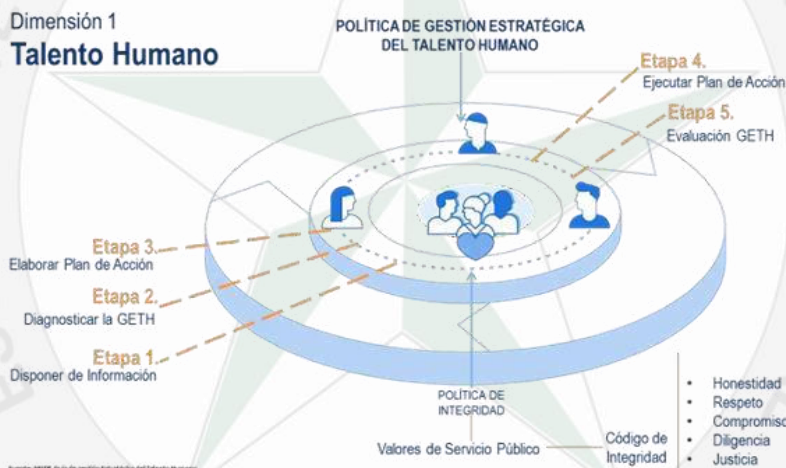 Dimensión 1
Talento Humano
POLÍTICA DE GESTIÓN ESTRATÉGICA
DEL TALENTO HUMANO
Etapa 4.
Ejecutar Plan de Acción
Etapa 5.
Evaluación GETH
Etapa 3.
Elaborar Plan de Acción
Etapa 2.
Diagnosticar la GETH
Etapa 1.
Disponer de Información
POLÍTICA DE
INTEGRIDAD
Valores de Servicio Público
Código de
Integridad
• Honestidad
• Respeto
• Compromiso
• Diligencia
• Justicia